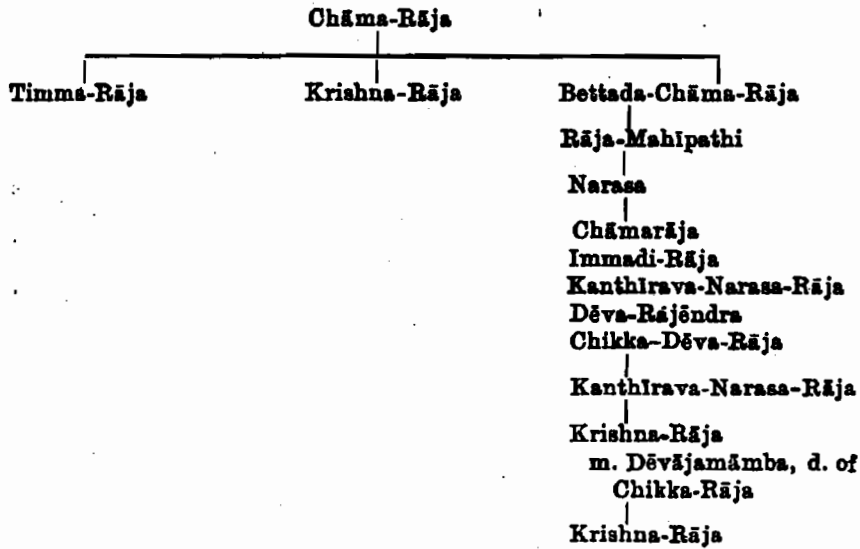 Chāma-Rāja
Timma-Rāja Krishna-Rāja Bettada-Chāma-Rāja
Rāja-Mahīpathi
Narasa
Chāmarāja
Immadi-Rāja
Kanthīrava-Narasa-Rāja
Dēva-Rājēndra
Chikka-Dēva-Rāja
Kanthīrava-Narasa-Rāja
Krishna-Rāja
m. Dēvājamāmba, d. of
Chikka-Rāja
Krishna-Rāja